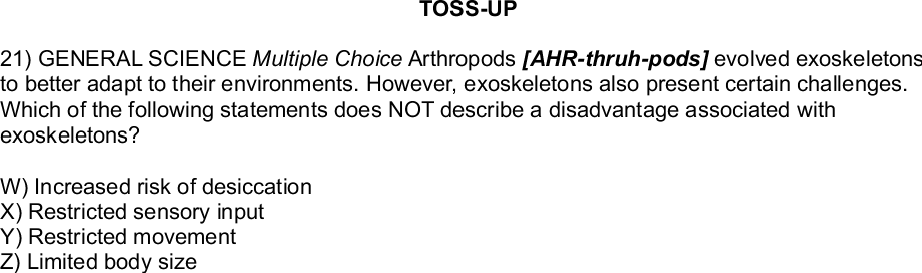 TOSS-UP
21) GENERAL SCIENCE Multiple Choice Arthropods [AHR-thruh-pods] evolved exoskeletons
to better adapt to their environments. However, exoskeletons also present certain challenges.
Which of the following statements does NOT describe a disadvantage associated with
exoskeletons?
W) Increased risk of desiccation
X) Restricted sensory input
Y) Restricted movement
Z) Limited body size